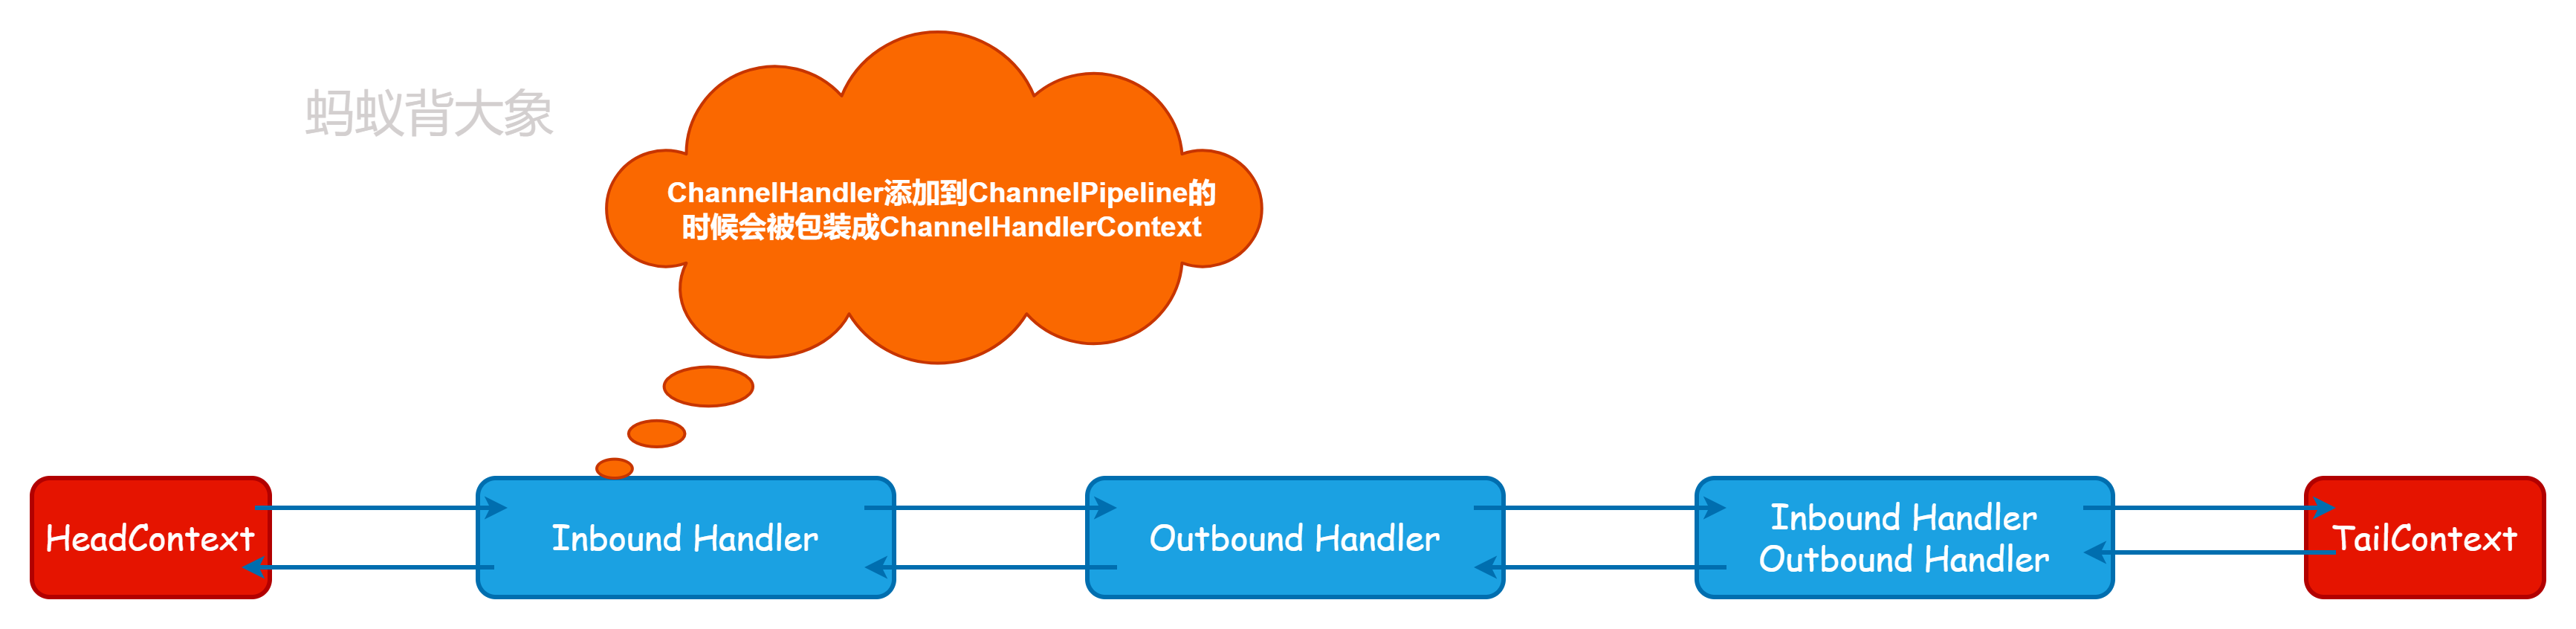 蚂蚁背大象
ChannelHandler添加到ChannelPipeline的
时候会被包装成ChannelHandlerContext
HeadContext
Inbound Handler
Outbound Handler
Inbound Handler
Outbound Handler
TailContext